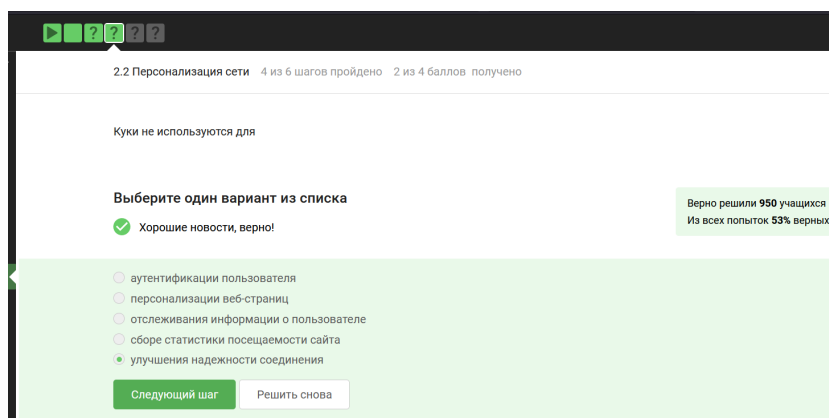 ? ? ? ?
2.2 Персонализация сети 4 из 6 шагов пройдено 2 из 4 баллов получено
Куки не используются для
Выберите один вариант из списка
Хорошие новости, верно!
Верно решили 950 учащихся
Из всех попыток 53% верных
аутентификации пользователя
персонализации веб-страниц
отслеживания информации о пользователе
сборе статистики посещаемости сайта
улучшения надежности соединения
Следующий шаг Решить снова